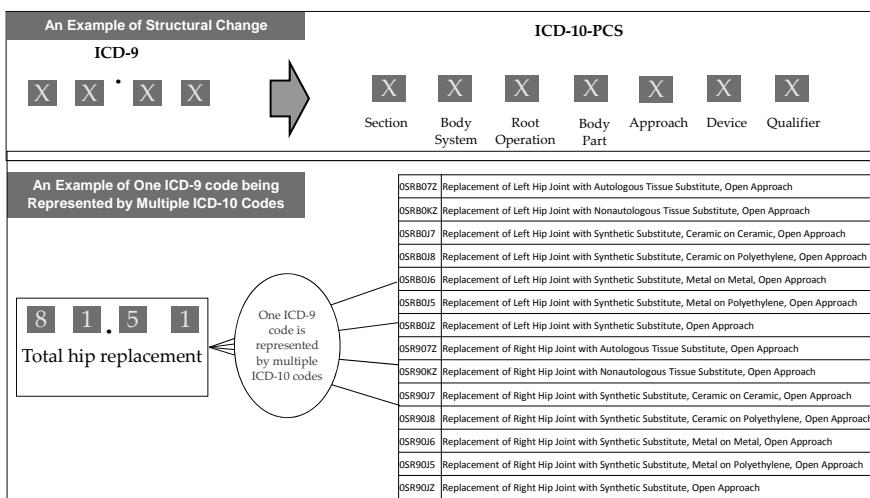 An Example of Structural Change
ICD-9
ICD-10-PCS
X X . X X
X X X X X X X
Section Body System Root Operation Body Part Approach Device Qualifier
An Example of One ICD-9 code being
Represented by Multiple ICD-10 Codes
8 1 . 5 1
Total hip replacement
One ICD-9
code is
represented
by multiple
ICD-10 codes
0SRB07Z Replacement of Left Hip Joint with Autologous Tissue Substitute, Open Approach
0SRB0KZ Replacement of Left Hip Joint with Nonautologous Tissue Substitute, Open Approach
0SRB0J7 Replacement of Left Hip Joint with Synthetic Substitute, Ceramic on Ceramic, Open Approach
0SRB0J8 Replacement of Left Hip Joint with Synthetic Substitute, Ceramic on Polyethylene, Open Approach
0SRB0J6 Replacement of Left Hip Joint with Synthetic Substitute, Metal on Metal, Open Approach
0SRB0J5 Replacement of Left Hip Joint with Synthetic Substitute, Metal on Polyethylene, Open Approach
0SRB0JZ Replacement of Left Hip Joint with Synthetic Substitute, Open Approach
0SR907Z Replacement of Right Hip Joint with Autologous Tissue Substitute, Open Approach
0SR90KZ Replacement of Right Hip Joint with Nonautologous Tissue Substitute, Open Approach
0SR90J7 Replacement of Right Hip Joint with Synthetic Substitute, Ceramic on Ceramic, Open Approach
0SR90J8 Replacement of Right Hip Joint with Synthetic Substitute, Ceramic on Polyethylene, Open Approach
0SR90J6 Replacement of Right Hip Joint with Synthetic Substitute, Metal on Metal, Open Approach
0SR90J5 Replacement of Right Hip Joint with Synthetic Substitute, Metal on Polyethylene, Open Approach
0SR90JZ Replacement of Right Hip Joint with Synthetic Substitute, Open Approach